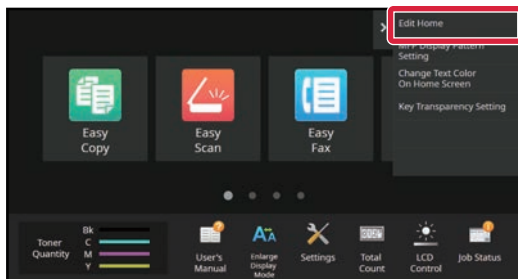 Edit Home
MFP Display Pattern
Setting
Change Text Color
On Home Screen
Key Transparency Setting
Easy
Copy
Easy
Scan
Easy
Fax
Toner
Quantity
Bk
C
M
Y
User's
Manual
Enlarge
Display
Mode
Settings
Total
Count
LCD
Control
Job Status